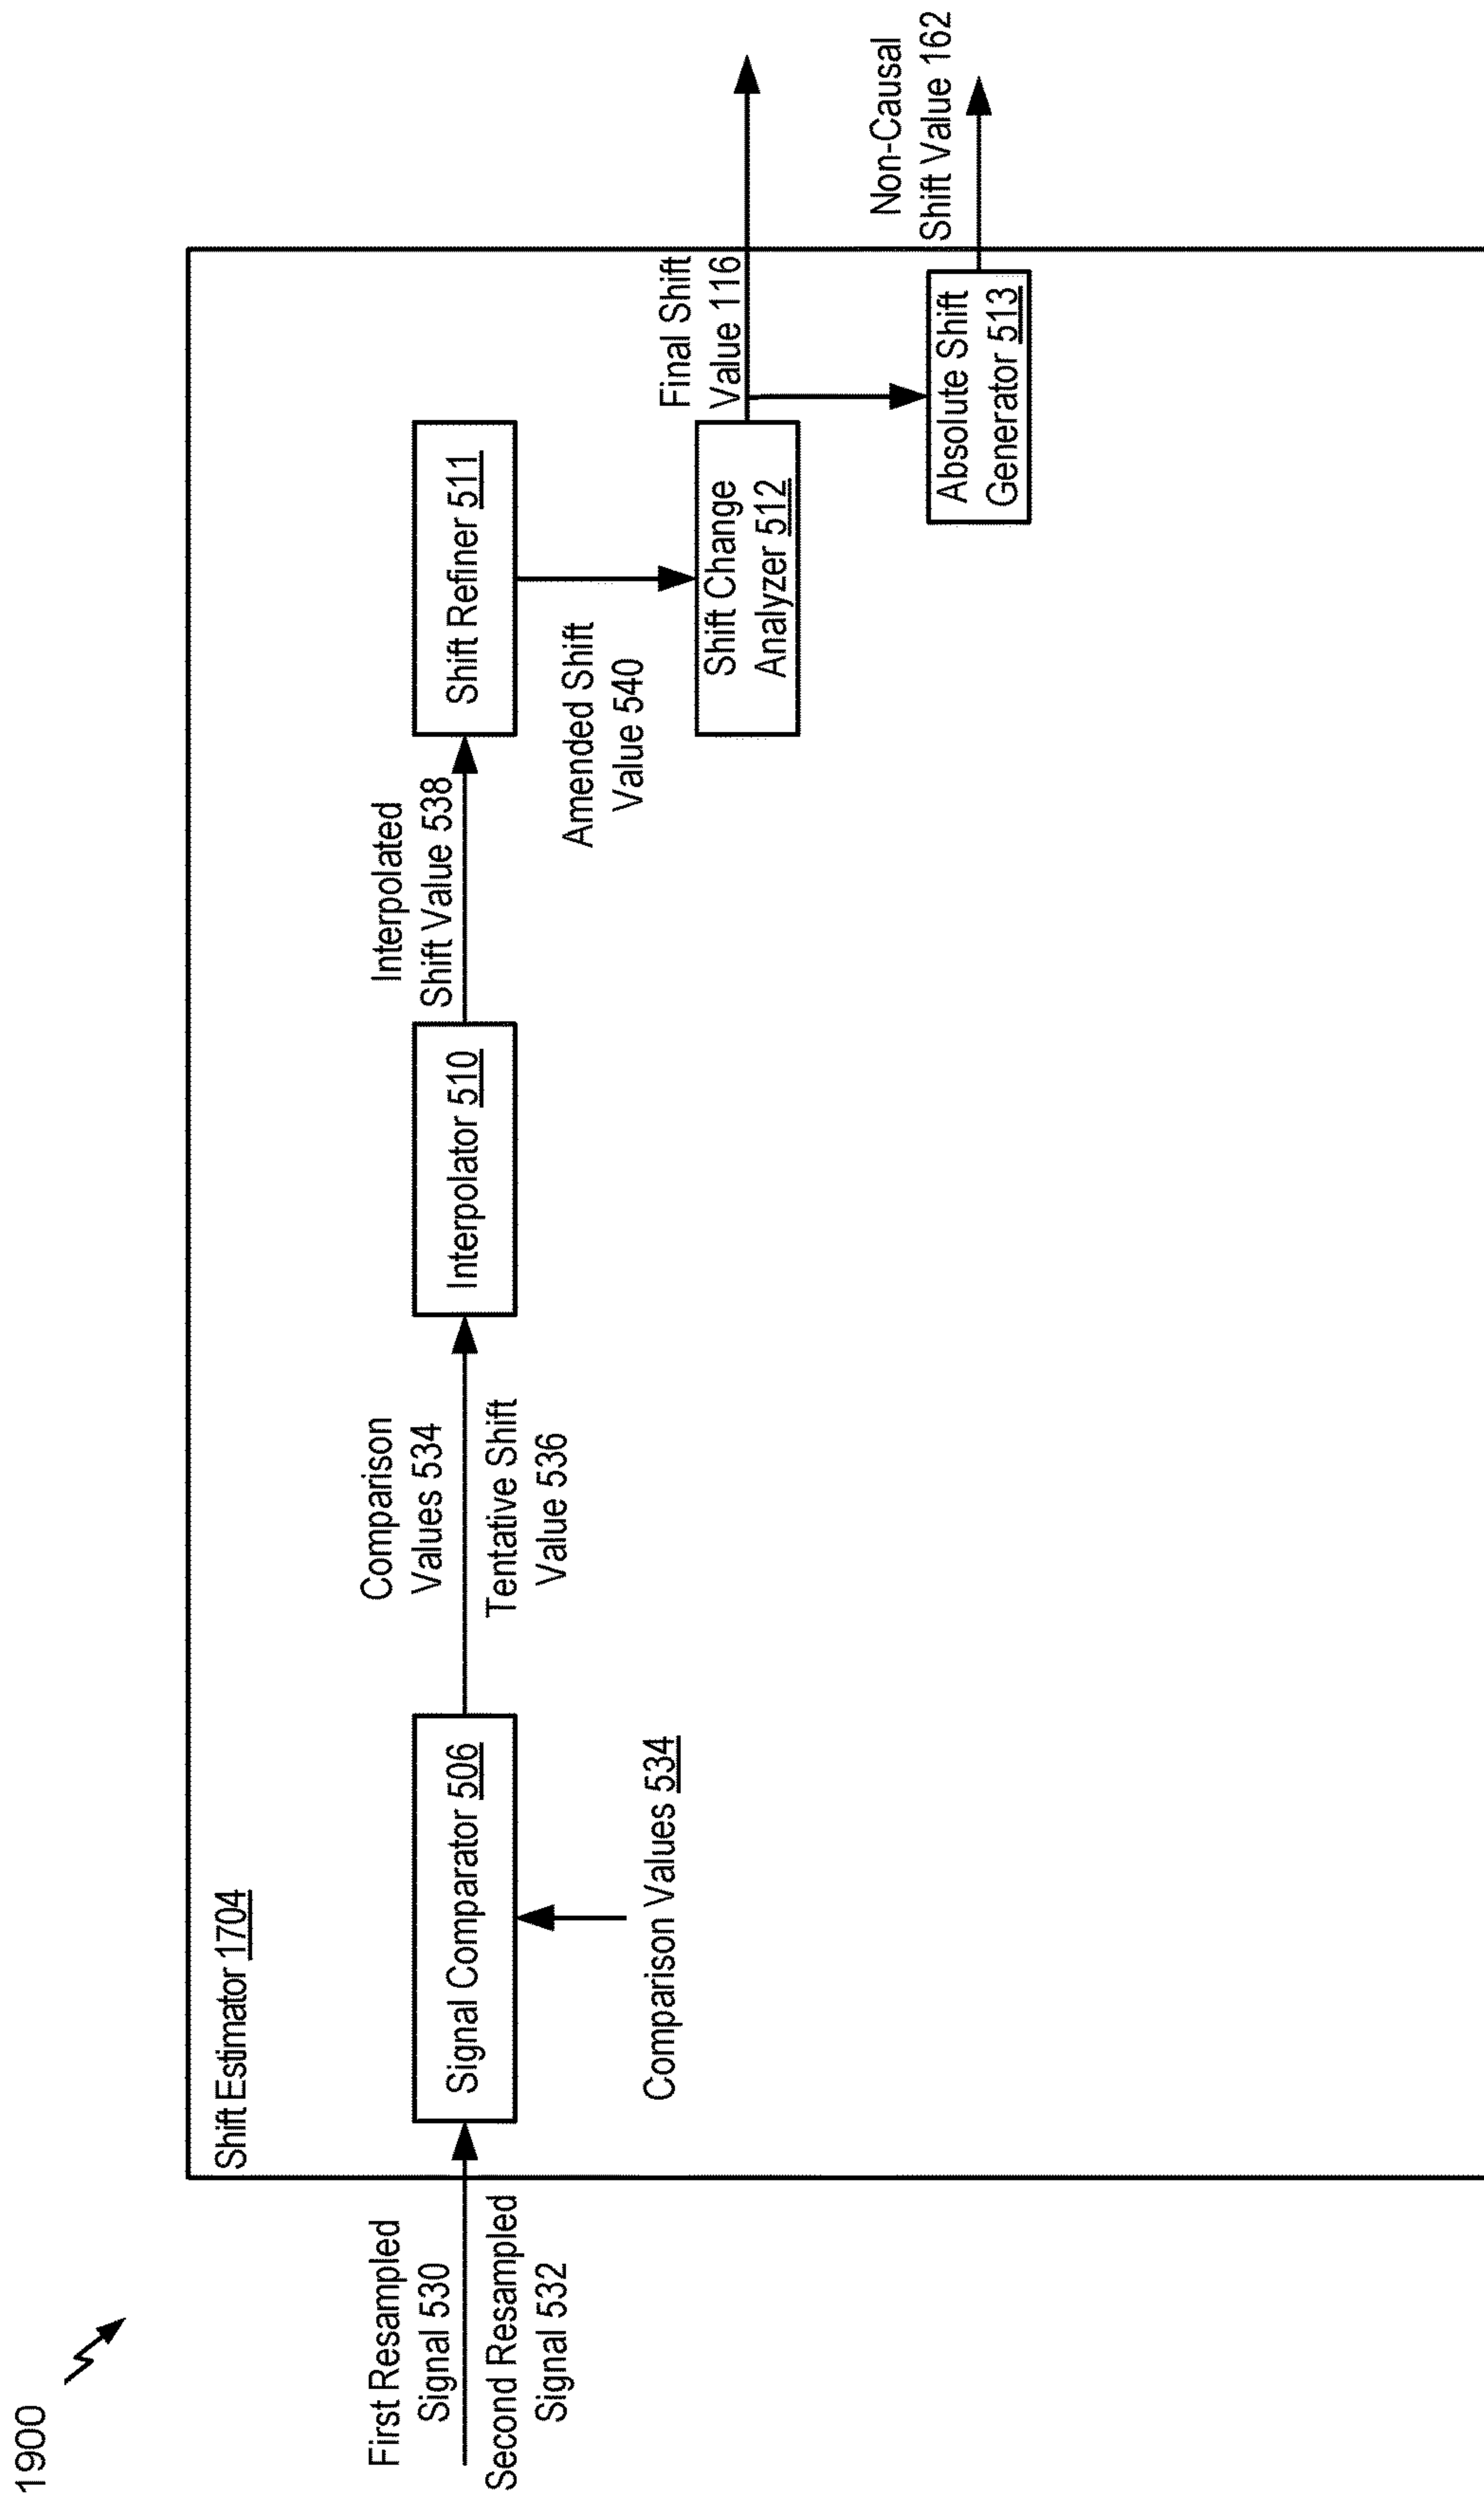 1900
Shift Estimator 1704
First Resampled
Signal 530
Second Resampled
Signal 532
Signal Comparator 506
Comparison Values 534
Comparison
Values 534
Tentative Shift
Value 536
Interpolator 510
Interpolated
Shift Value 538
Shift Refiner 511
Amended Shift
Value 540
Shift Change
Analyzer 512
Final Shift
Value 116
Absolute Shift
Generator 513
Non-Causal
Shift Value 162